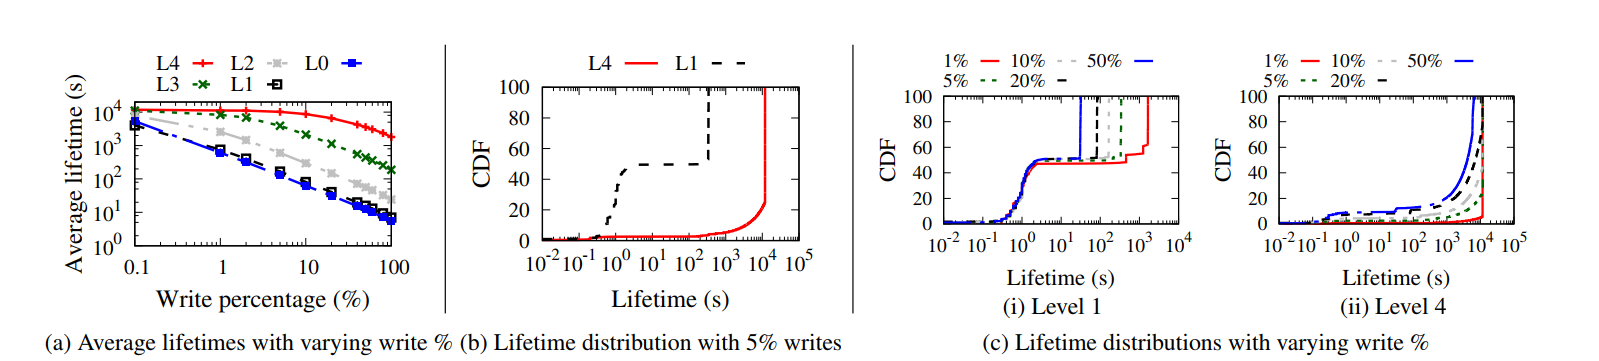 L4 L2 L0
L3 L1
Average lifetime (s)
10^4
10^3
10^2
10^1
10^0
0.1 1 10 100
Write percentage (%)
(a) Average lifetimes with varying write %
L4 L1
CDF
100
80
60
40
20
0
10^-2 10^-1 10^0 10^1 10^2 10^3 10^4 10^5
Lifetime (s)
(b) Lifetime distribution with 5% writes
1% 10% 50%
5% 20%
CDF
100
80
60
40
20
0
10^-2 10^-1 10^0 10^1 10^2 10^3 10^4
Lifetime (s)
(i) Level 1
1% 10% 50%
5% 20%
CDF
100
80
60
40
20
0
10^-2 10^-1 10^0 10^1 10^2 10^3 10^4 10^5
Lifetime (s)
(ii) Level 4
(c) Lifetime distributions with varying write %